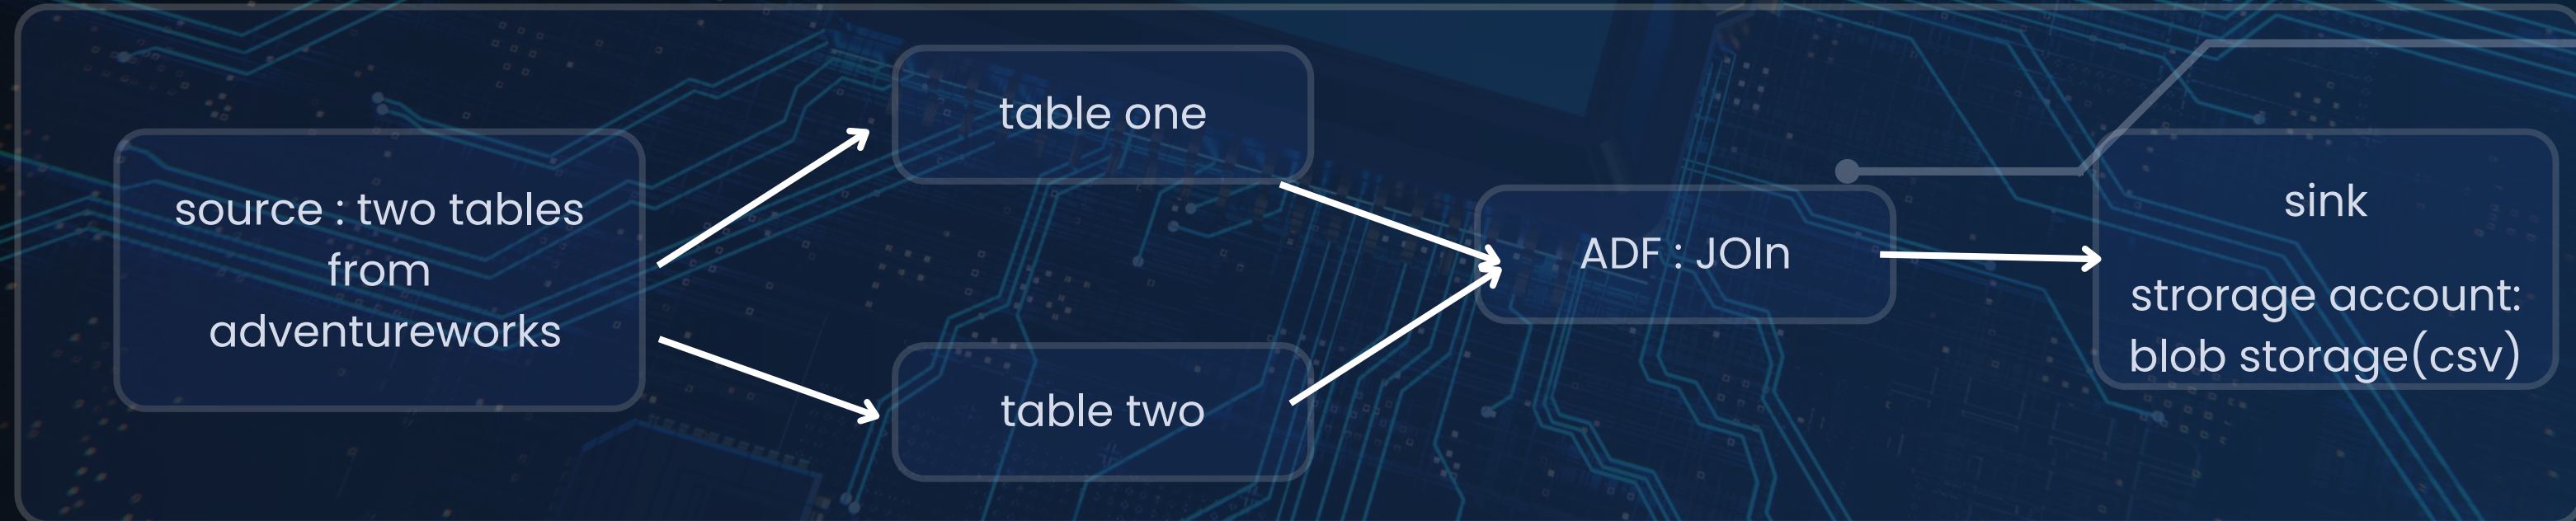 source : two tables
from
adventureworks
table one
table two
ADF : JOIn
sink
strorage account:
blob storage(csv)